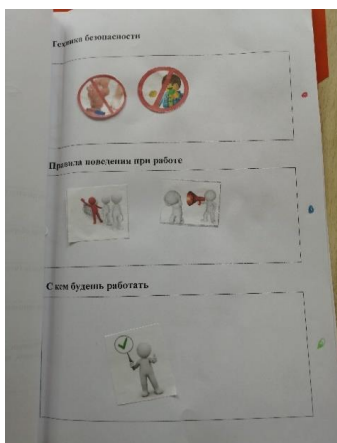 Техника безопасности
Правила поведения при работе
С кем будешь работать